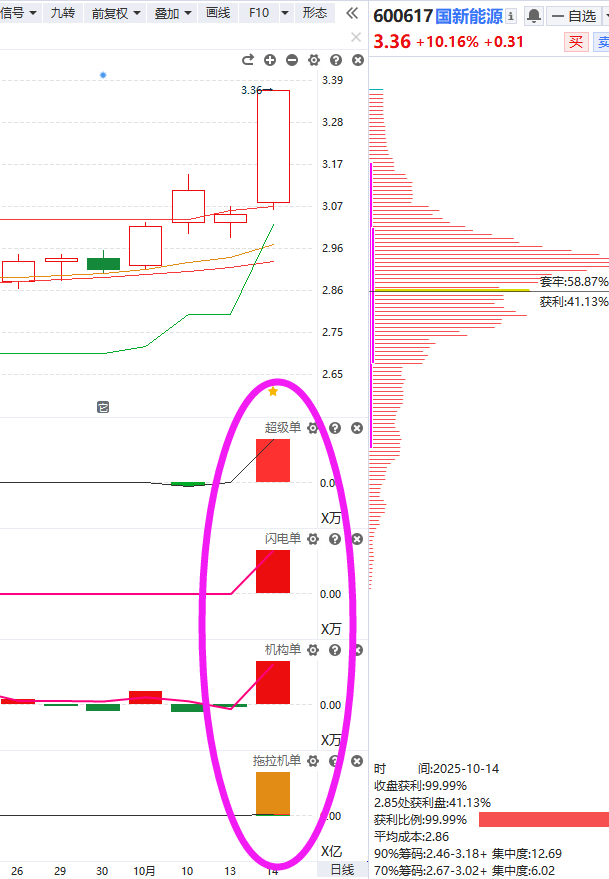 信号 九转 前复权 叠加 画线 F10 形态
600617国新能源 自选
3.36 +10.16% +0.31 买
3.39
3.36
3.28
3.17
3.07
2.96
2.86
2.75
2.65
套牢:58.87%
获利:41.13%
超级单
0.00
X万
闪电单
0.00
X万
机构单
0.00
X万
拖拉机单
.00
X亿
26 29 30 10月 10 13 14 日线
时 间:2025-10-14
收盘获利:99.99%
2.85处获利盘:41.13%
获利比例:99.99%
平均成本:2.86
90%筹码:2.46-3.18+ 集中度:12.69
70%筹码:2.67-3.02+ 集中度:6.02